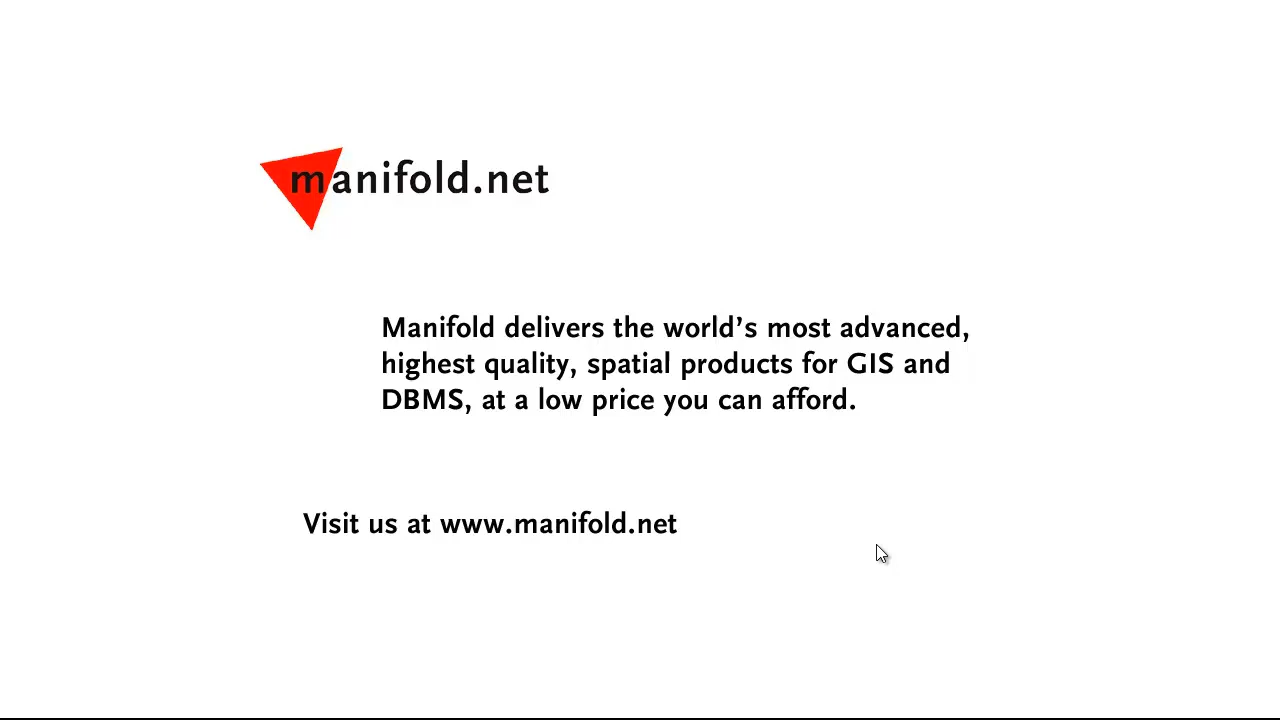 manifold.net
Manifold delivers the world's most advanced,
highest quality, spatial products for GIS and
DBMS, at a low price you can afford.
Visit us at www.manifold.net